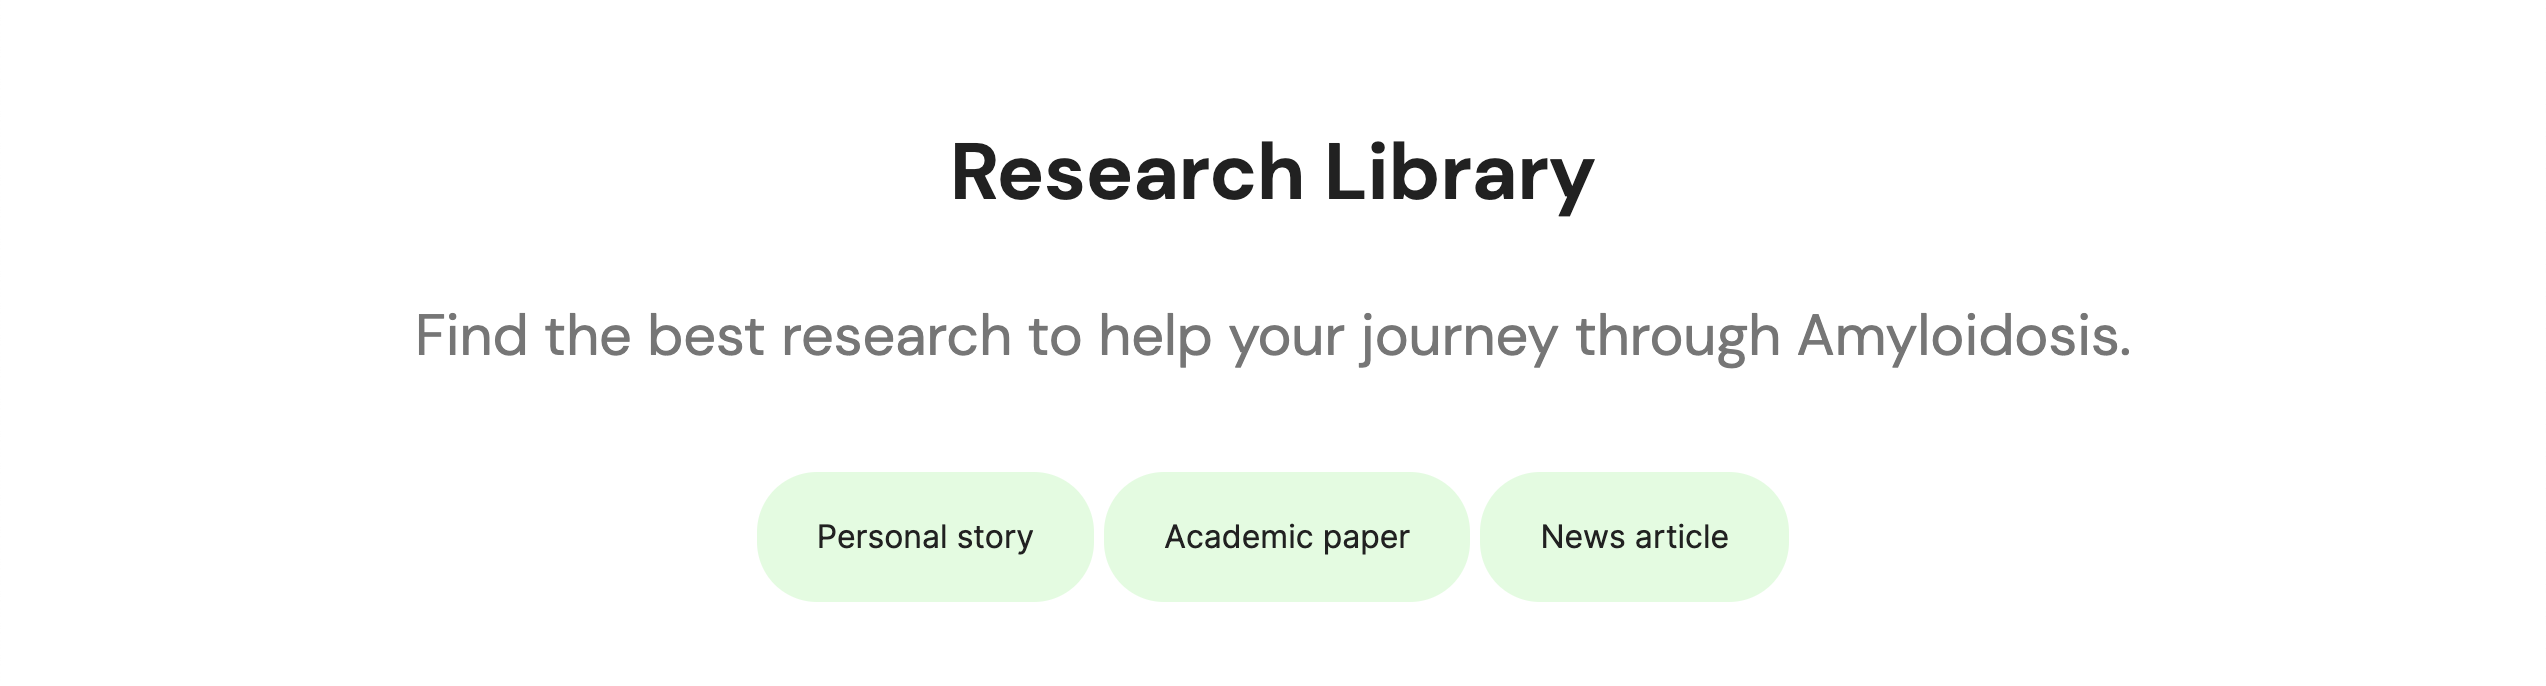 Research Library
Find the best research to help your journey through Amyloidosis.
Personal story
Academic paper
News article